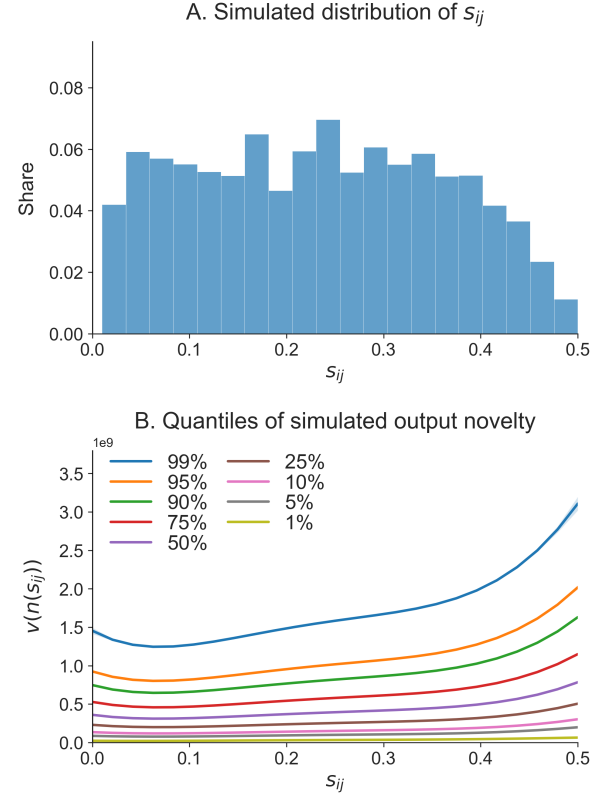 A. Simulated distribution of s_ij
0.08
0.06
0.04
0.02
0.00
Share
0.0 0.1 0.2 0.3 0.4 0.5
s_ij
B. Quantiles of simulated output novelty
1e9
3.5
3.0
2.5
2.0
1.5
1.0
0.5
0.0
v(n(s_ij))
99% 25%
95% 10%
90% 5%
75% 1%
50%
0.0 0.1 0.2 0.3 0.4 0.5
s_ij